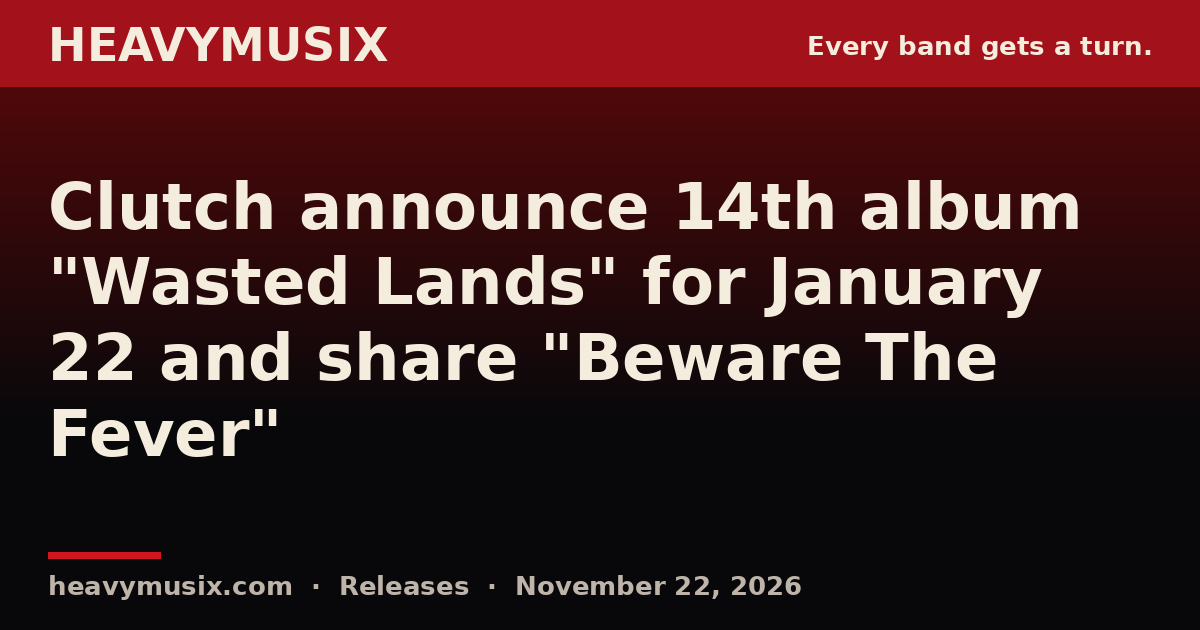 HEAVYMUSIX
Every band gets a turn.
Clutch announce 14th album
"Wasted Lands" for January
22 and share "Beware The
Fever"
heavymusix.com · Releases · November 22, 2026